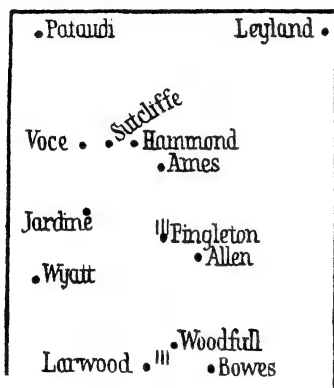 Pataudi Leyland
Sutcliffe
Voce Hammond
Ames
Jardine
Fingleton
Allen
Wyatt
Woodfull
Larwood Bowes